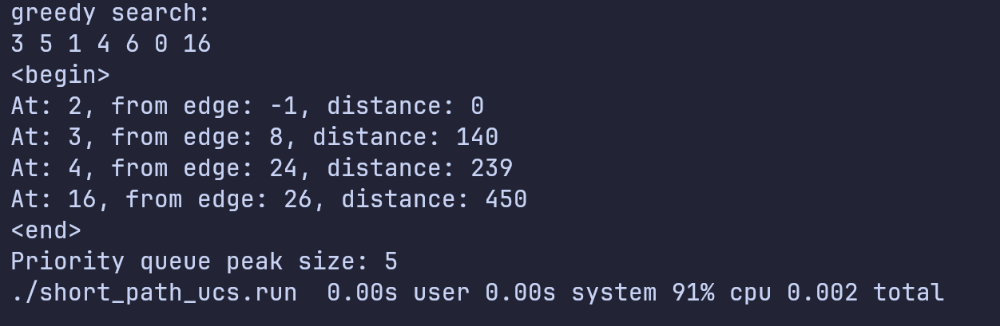 greedy search:
3 5 1 4 6 0 16
<begin>
At: 2, from edge: -1, distance: 0
At: 3, from edge: 8, distance: 140
At: 4, from edge: 24, distance: 239
At: 16, from edge: 26, distance: 450
<end>
Priority queue peak size: 5
./short_path_ucs.run  0.00s user 0.00s system 91% cpu 0.002 total